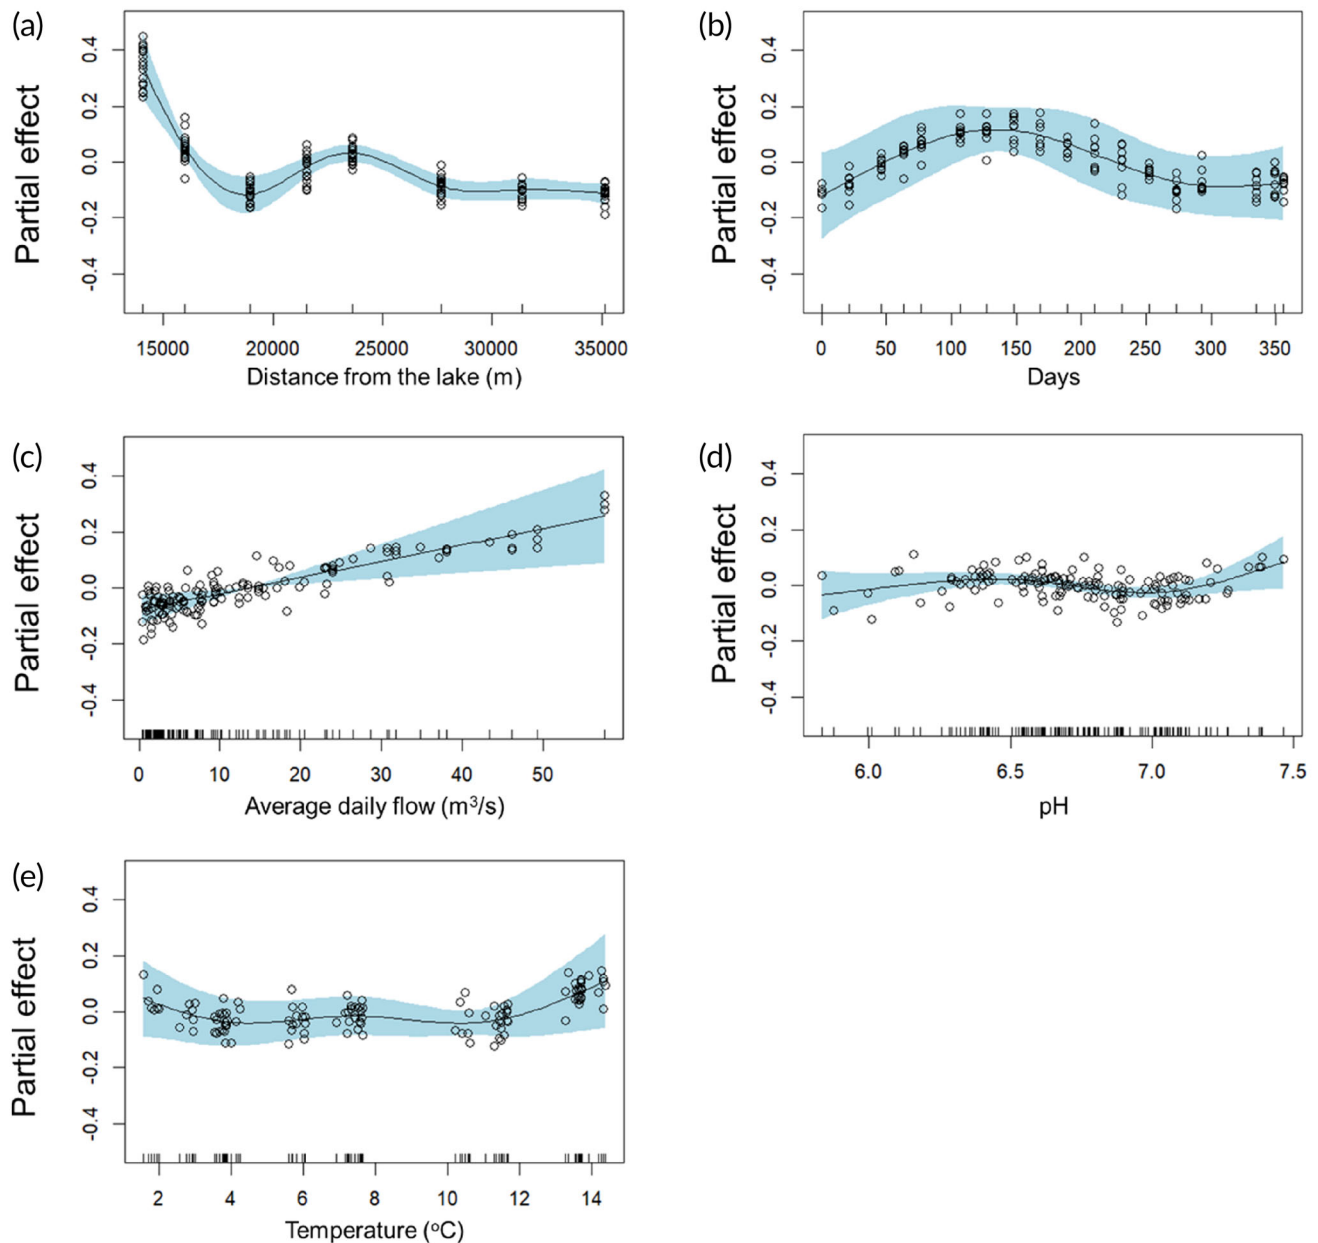 (a)
Partial effect
0.4
0.2
0.0
-0.2
-0.4
15000 20000 25000 30000 35000
Distance from the lake (m)
(b)
Partial effect
0.4
0.2
0.0
-0.2
-0.4
0 50 100 150 200 250 300 350
Days
(c)
Partial effect
0.4
0.2
0.0
-0.2
-0.4
0 10 20 30 40 50
Average daily flow (m³/s)
(d)
Partial effect
0.4
0.2
0.0
-0.2
-0.4
6.0 6.5 7.0 7.5
pH
(e)
Partial effect
0.4
0.2
0.0
-0.2
-0.4
2 4 6 8 10 12 14
Temperature (ºC)